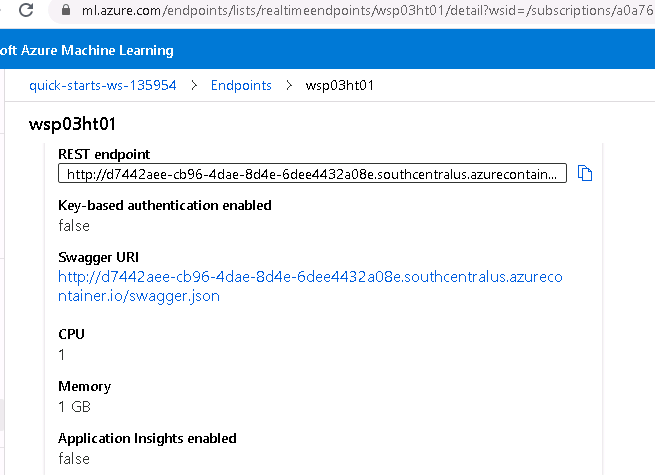 ml.azure.com/endpoints/lists/realtimeendpoints/wsp03ht01/detail?wsid=/subscriptions/a0a76
oft Azure Machine Learning
quick-starts-ws-135954 > Endpoints > wsp03ht01
wsp03ht01
REST endpoint
http://d7442aee-cb96-4dae-8d4e-6dee4432a08e.southcentralus.azurecontain...
Key-based authentication enabled
false
Swagger URI
http://d7442aee-cb96-4dae-8d4e-6dee4432a08e.southcentralus.azureco
ntainer.io/swagger.json
CPU
1
Memory
1 GB
Application Insights enabled
false